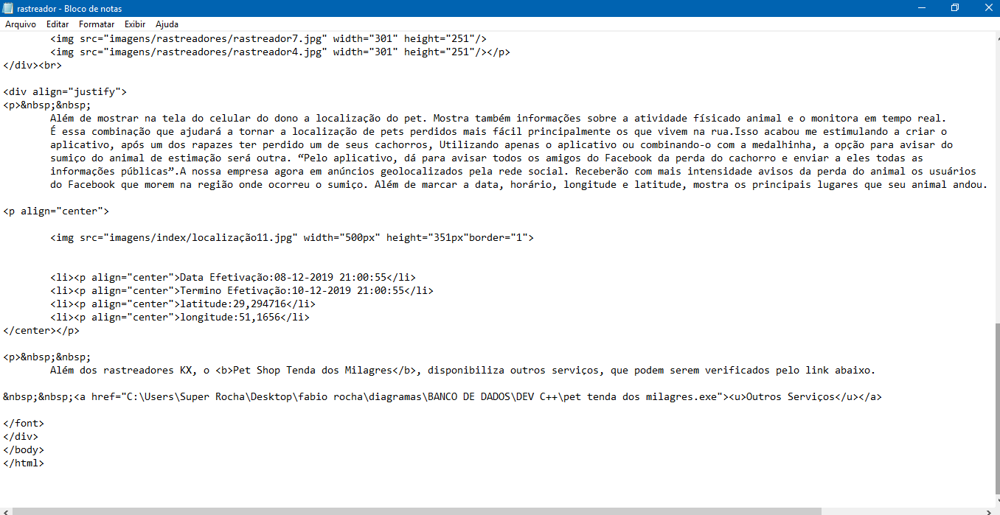 rastreador - Bloco de notas
Arquivo Editar Formatar Exibir Ajuda
<img src="imagens/rastreadores/rastreador7.jpg" width="301" height="251"/>
<img src="imagens/rastreadores/rastreador4.jpg" width="301" height="251"/></p>
</div><br>
<div align="justify">
<p>&nbsp;&nbsp;
Além de mostrar na tela do celular do dono a localização do pet. Mostra também informações sobre a atividade físicado animal e o monitora em tempo real.
É essa combinação que ajudará a tornar a localização de pets perdidos mais fácil principalmente os que vivem na rua.Isso acabou me estimulando a criar o
aplicativo, após um dos rapazes ter perdido um de seus cachorros, Utilizando apenas o aplicativo ou combinando-o com a medalhinha, a opção para avisar do
sumiço do animal de estimação será outra. “Pelo aplicativo, dá para avisar todos os amigos do Facebook da perda do cachorro e enviar a eles todas as
informações públicas”.A nossa empresa agora em anúncios geolocalizados pela rede social. Receberão com mais intensidade avisos da perda do animal os usuários
do Facebook que morem na região onde ocorreu o sumiço. Além de marcar a data, horário, longitude e latitude, mostra os principais lugares que seu animal andou.
<p align="center">
<img src="imagens/index/localização11.jpg" width="500px" height="351px"border="1">
<li><p align="center">Data Efetivação:08-12-2019 21:00:55</li>
<li><p align="center">Termino Efetivação:10-12-2019 21:00:55</li>
<li><p align="center">latitude:29,294716</li>
<li><p align="center">longitude:51,1656</li>
</center></p>
<p>&nbsp;&nbsp;
Além dos rastreadores KX, o <b>Pet Shop Tenda dos Milagres</b>, disponibiliza outros serviços, que podem serem verificados pelo link abaixo.
&nbsp;&nbsp;<a href="C:\Users\Super Rocha\Desktop\fabio rocha\diagramas\BANCO DE DADOS\DEV C++\pet tenda dos milagres.exe"><u>Outros Serviços</u></a>
</font>
</div>
</body>
</html>